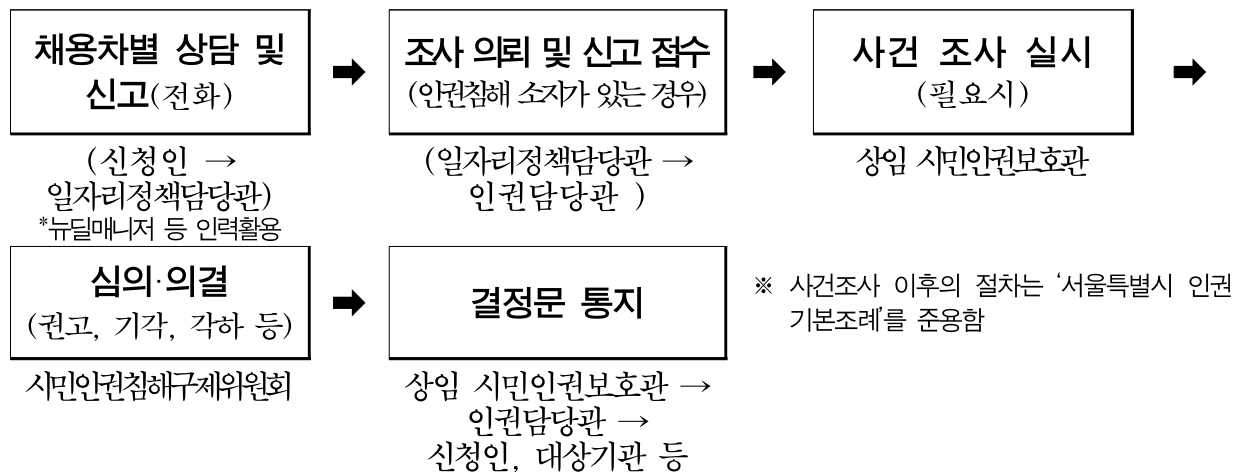 채용차별 상담 및
신고(전화)
➡
조사 의뢰 및 신고 접수
(인권침해 소지가 있는 경우)
➡
사건 조사 실시
(필요시)
➡
(신청인 →
일자리정책담당관)
*뉴딜매니저 등 인력활용
(일자리정책담당관 →
인권담당관 )
상임 시민인권보호관
심의·의결
(권고, 기각, 각하 등)
➡
결정문 통지
※ 사건조사 이후의 절차는 ‘서울특별시 인권
기본조례’를 준용함
시민인권침해구제위원회
상임 시민인권보호관 →
인권담당관 →
신청인, 대상기관 등